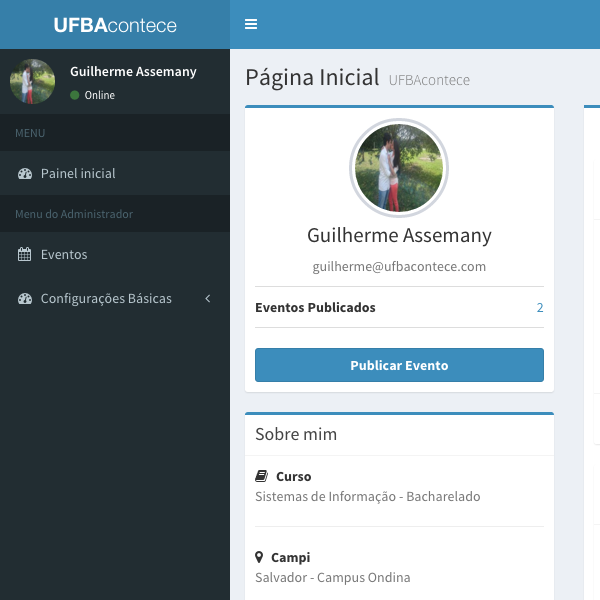 UFBAcontece
Guilherme Assemany
Online
MENU
Painel inicial
Menu do Administrador
Eventos
Configurações Básicas
Página Inicial UFBAcontece
Guilherme Assemany
guilherme@ufbacontece.com
Eventos Publicados 2
Publicar Evento
Sobre mim
Curso
Sistemas de Informação - Bacharelado
Campi
Salvador - Campus Ondina